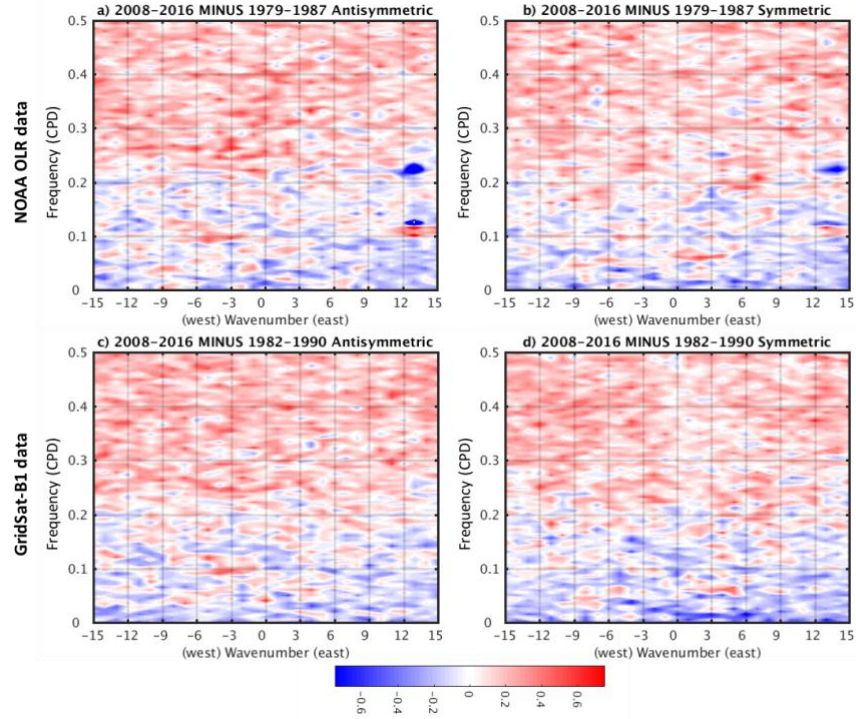 a) 2008-2016 MINUS 1979-1987 Antisymmetric
b) 2008-2016 MINUS 1979-1987 Symmetric
NOAA OLR data
Frequency (CPD)
0.5
0.4
0.3
0.2
0.1
0
-15 -12 -9 -6 -3 0 3 6 9 12 15
(west) Wavenumber (east)
Frequency (CPD)
0.5
0.4
0.3
0.2
0.1
0
-15 -12 -9 -6 -3 0 3 6 9 12 15
(west) Wavenumber (east)
c) 2008-2016 MINUS 1982-1990 Antisymmetric
d) 2008-2016 MINUS 1982-1990 Symmetric
GridSat-B1 data
Frequency (CPD)
0.5
0.4
0.3
0.2
0.1
0
-15 -12 -9 -6 -3 0 3 6 9 12 15
(west) Wavenumber (east)
Frequency (CPD)
0.5
0.4
0.3
0.2
0.1
0
-15 -12 -9 -6 -3 0 3 6 9 12 15
(west) Wavenumber (east)
-0.6 -0.4 -0.2 0 0.2 0.4 0.6